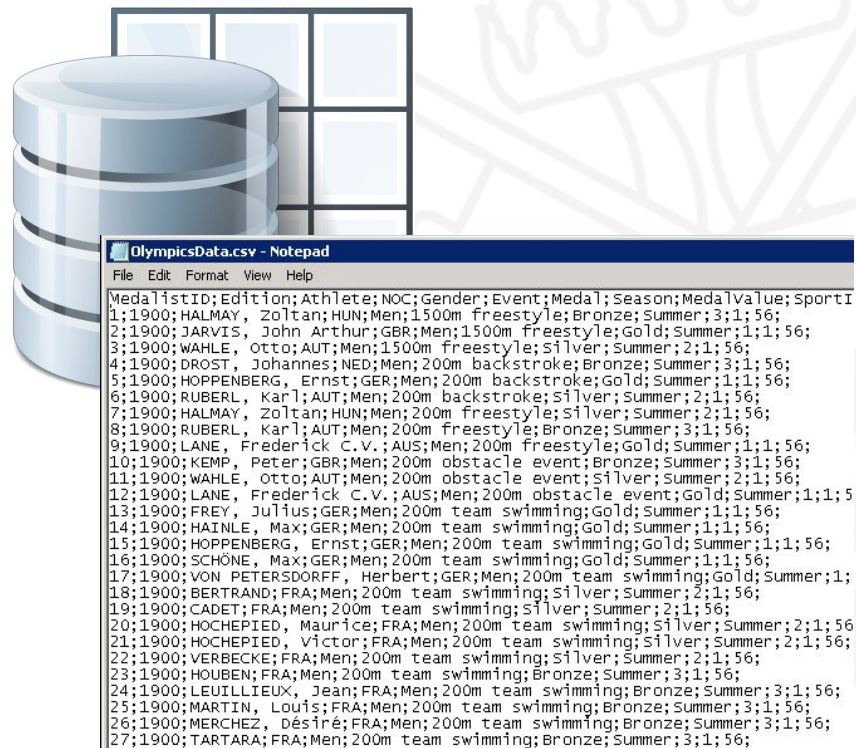 OlympicsData.csv - Notepad
File Edit Format View Help
MedalistID;Edition;Athlete;NOC;Gender;Event;Medal;Season;MedalValue;SportI
1;1900;HALMAY, Zoltan;HUN;Men;1500m freestyle;Bronze;Summer;3;1;56;
2;1900;JARVIS, John Arthur;GBR;Men;1500m freestyle;Gold;Summer;1;1;56;
3;1900;WAHLE, Otto;AUT;Men;1500m freestyle;Silver;Summer;2;1;56;
4;1900;DROST, Johannes;NED;Men;200m backstroke;Bronze;Summer;3;1;56;
5;1900;HOPPENBERG, Ernst;GER;Men;200m backstroke;Gold;Summer;1;1;56;
6;1900;RUBERL, Karl;AUT;Men;200m backstroke;Silver;Summer;2;1;56;
7;1900;HALMAY, Zoltan;HUN;Men;200m freestyle;Silver;Summer;2;1;56;
8;1900;RUBERL, Karl;AUT;Men;200m freestyle;Bronze;Summer;3;1;56;
9;1900;LANE, Frederick C.V.;AUS;Men;200m freestyle;Gold;Summer;1;1;56;
10;1900;KEMP, Peter;GBR;Men;200m obstacle event;Bronze;Summer;3;1;56;
11;1900;WAHLE, Otto;AUT;Men;200m obstacle event;Silver;Summer;2;1;56;
12;1900;LANE, Frederick C.V.;AUS;Men;200m obstacle event;Gold;Summer;1;1;5
13;1900;FREY, Julius;GER;Men;200m team swimming;Gold;Summer;1;1;56;
14;1900;HAINLE, Max;GER;Men;200m team swimming;Gold;Summer;1;1;56;
15;1900;HOPPENBERG, Ernst;GER;Men;200m team swimming;Gold;Summer;1;1;56;
16;1900;SCHÖNE, Max;GER;Men;200m team swimming;Gold;Summer;1;1;56;
17;1900;VON PETERSDORFF, Herbert;GER;Men;200m team swimming;Gold;Summer;1;
18;1900;BERTRAND;FRA;Men;200m team swimming;Silver;Summer;2;1;56;
19;1900;CADET;FRA;Men;200m team swimming;Silver;Summer;2;1;56;
20;1900;HOCHEPIED, Maurice;FRA;Men;200m team swimming;Silver;Summer;2;1;56
21;1900;HOCHEPIED, Victor;FRA;Men;200m team swimming;Silver;Summer;2;1;56;
22;1900;VERBECKE;FRA;Men;200m team swimming;Silver;Summer;2;1;56;
23;1900;HOUBEN;FRA;Men;200m team swimming;Bronze;Summer;3;1;56;
24;1900;LEUILLIEUX, Jean;FRA;Men;200m team swimming;Bronze;Summer;3;1;56;
25;1900;MARTIN, Louis;FRA;Men;200m team swimming;Bronze;Summer;3;1;56;
26;1900;MERCHEZ, Désiré;FRA;Men;200m team swimming;Bronze;Summer;3;1;56;
27;1900;TARTARA;FRA;Men;200m team swimming;Bronze;Summer;3;1;56;